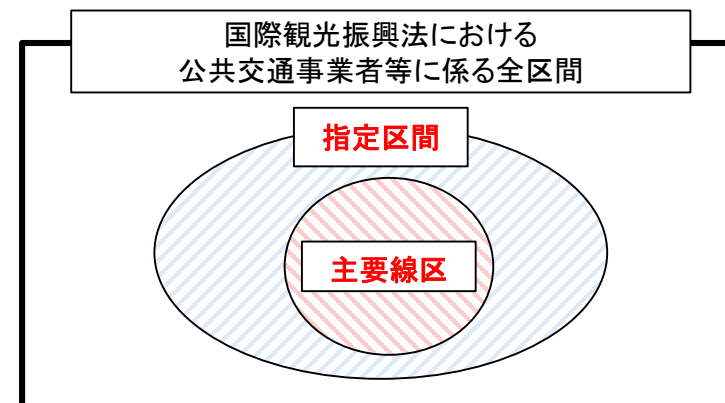 国際観光振興法における
公共交通事業者等に係る全区間
指定区間
主要線区